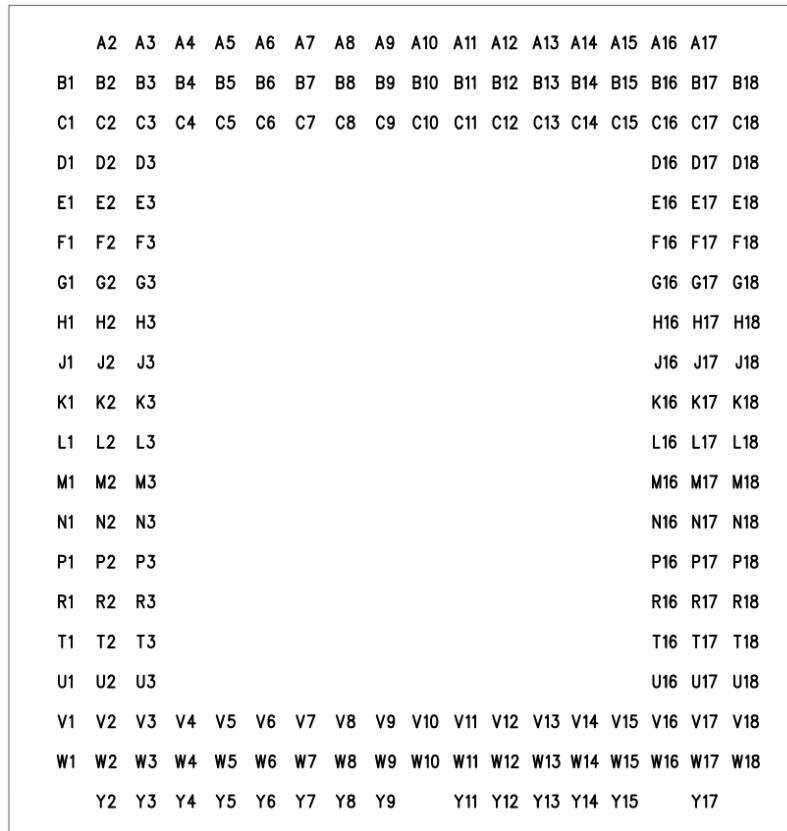 A2 A3 A4 A5 A6 A7 A8 A9 A10 A11 A12 A13 A14 A15 A16 A17
B1 B2 B3 B4 B5 B6 B7 B8 B9 B10 B11 B12 B13 B14 B15 B16 B17 B18
C1 C2 C3 C4 C5 C6 C7 C8 C9 C10 C11 C12 C13 C14 C15 C16 C17 C18
D1 D2 D3 D16 D17 D18
E1 E2 E3 E16 E17 E18
F1 F2 F3 F16 F17 F18
G1 G2 G3 G16 G17 G18
H1 H2 H3 H16 H17 H18
J1 J2 J3 J16 J17 J18
K1 K2 K3 K16 K17 K18
L1 L2 L3 L16 L17 L18
M1 M2 M3 M16 M17 M18
N1 N2 N3 N16 N17 N18
P1 P2 P3 P16 P17 P18
R1 R2 R3 R16 R17 R18
T1 T2 T3 T16 T17 T18
U1 U2 U3 U16 U17 U18
V1 V2 V3 V4 V5 V6 V7 V8 V9 V10 V11 V12 V13 V14 V15 V16 V17 V18
W1 W2 W3 W4 W5 W6 W7 W8 W9 W10 W11 W12 W13 W14 W15 W16 W17 W18
Y2 Y3 Y4 Y5 Y6 Y7 Y8 Y9 Y11 Y12 Y13 Y14 Y15 Y17